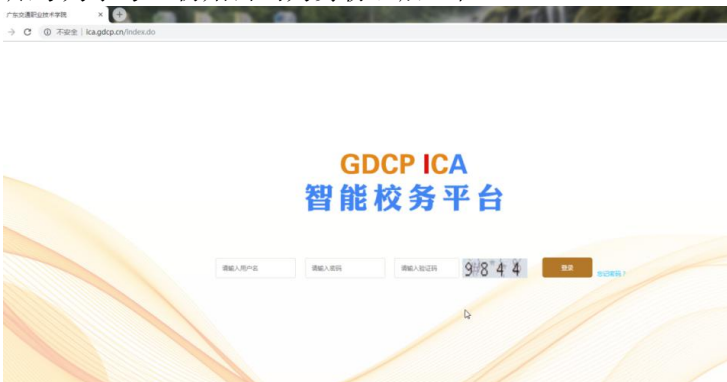 广东交通职业技术学院
不安全 | ica.gdcp.cn/index.do
GDCP ICA
智能校务平台
请输入用户名 请输入密码 请输入验证码 9844 登录 忘记密码?